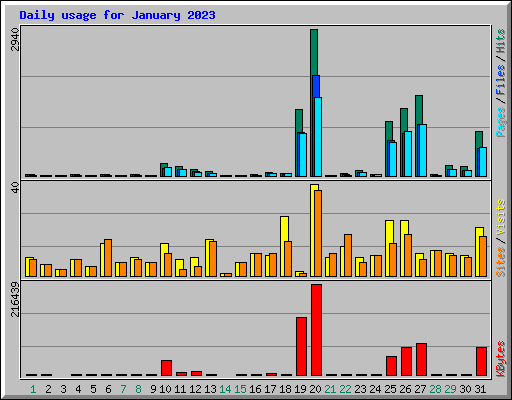 Daily usage for January 2023
2940
Pages / Files / Hits
40
Sites / Visits
216439
KBytes
1 2 3 4 5 6 7 8 9 10 11 12 13 14 15 16 17 18 19 20 21 22 23 24 25 26 27 28 29 30 31